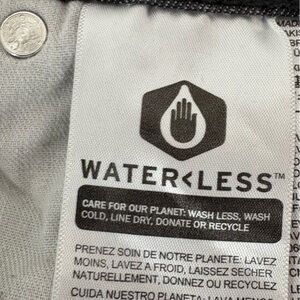 WATER<LESS™
CARE FOR OUR PLANET: WASH LESS, WASH
COLD, LINE DRY, DONATE OR RECYCLE
PRENEZ SOIN DE NOTRE PLANETE: LAVEZ
MOINS, LAVEZ A FROID, LAISSEZ SECHER
NATURELLEMENT, DONNEZ OU RECYCLEZ
CUIDA NUESTRO PLANETA: LAVE MENOS